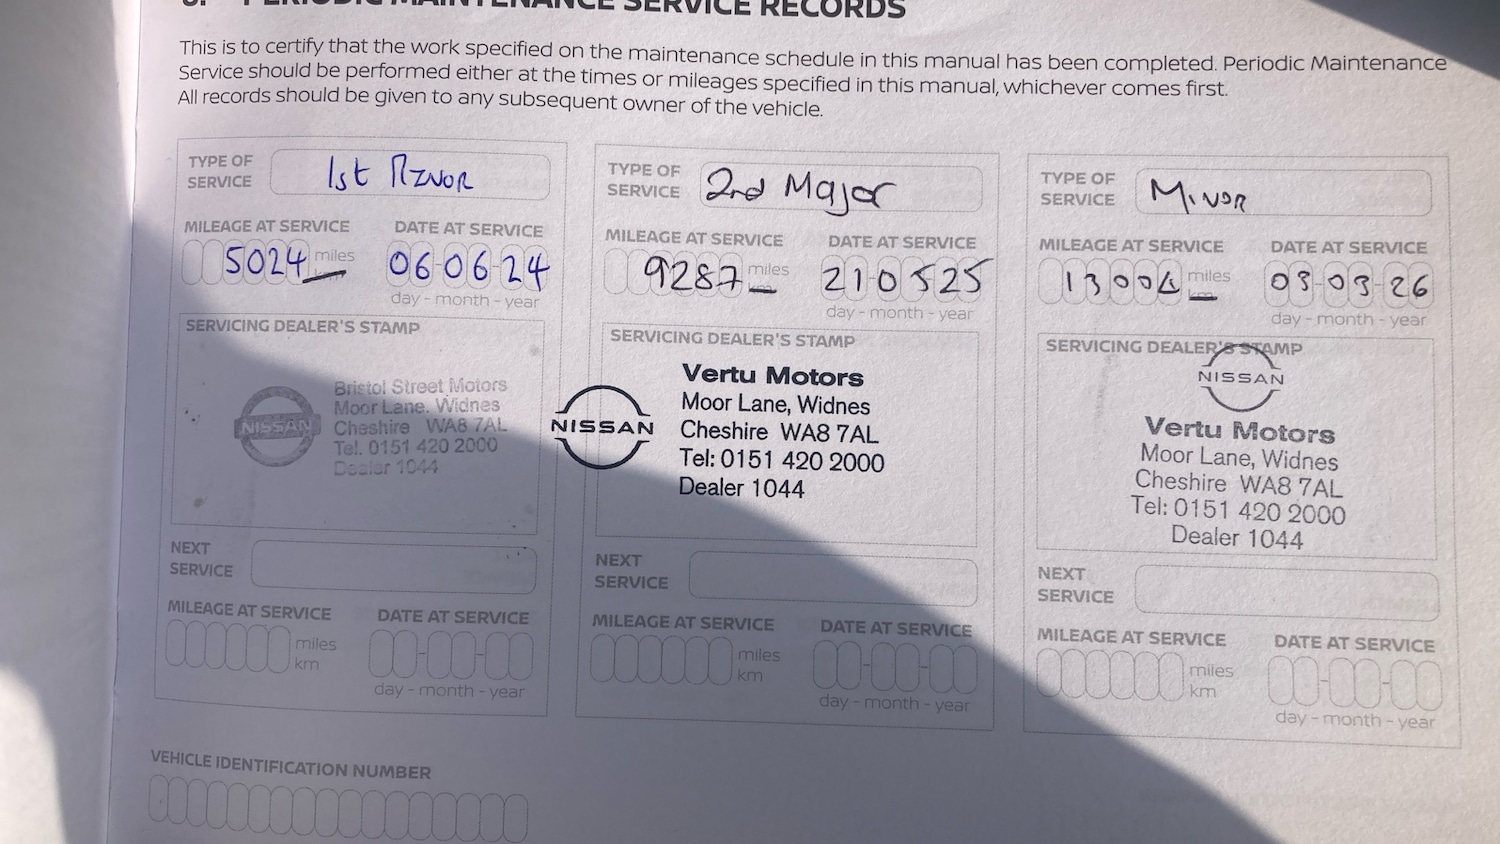 PERIODIC MAINTENANCE SERVICE RECORDS
This is to certify that the work specified on the maintenance schedule in this manual has been completed. Periodic Maintenance
Service should be performed either at the times or mileages specified in this manual, whichever comes first.
All records should be given to any subsequent owner of the vehicle.
TYPE OF
SERVICE
1st MINOR
MILEAGE AT SERVICE
DATE AT SERVICE
5024 miles
km
06-06-24
day - month - year
SERVICING DEALER'S STAMP
NISSAN
Bristol Street Motors
Moor Lane, Widnes
Cheshire WA8 7AL
Tel. 0151 420 2000
Dealer 1044
NEXT
SERVICE
MILEAGE AT SERVICE
DATE AT SERVICE
miles
km
day - month - year
TYPE OF
SERVICE
2nd Major
MILEAGE AT SERVICE
DATE AT SERVICE
9287 miles
km
21-05-25
day - month - year
SERVICING DEALER'S STAMP
NISSAN
Vertu Motors
Moor Lane, Widnes
Cheshire WA8 7AL
Tel: 0151 420 2000
Dealer 1044
NEXT
SERVICE
MILEAGE AT SERVICE
DATE AT SERVICE
miles
km
day - month - year
TYPE OF
SERVICE
MINOR
MILEAGE AT SERVICE
DATE AT SERVICE
13004 miles
km
03-03-26
day - month - year
SERVICING DEALER'S STAMP
NISSAN
Vertu Motors
Moor Lane, Widnes
Cheshire WA8 7AL
Tel: 0151 420 2000
Dealer 1044
NEXT
SERVICE
MILEAGE AT SERVICE
DATE AT SERVICE
miles
km
day - month - year
VEHICLE IDENTIFICATION NUMBER